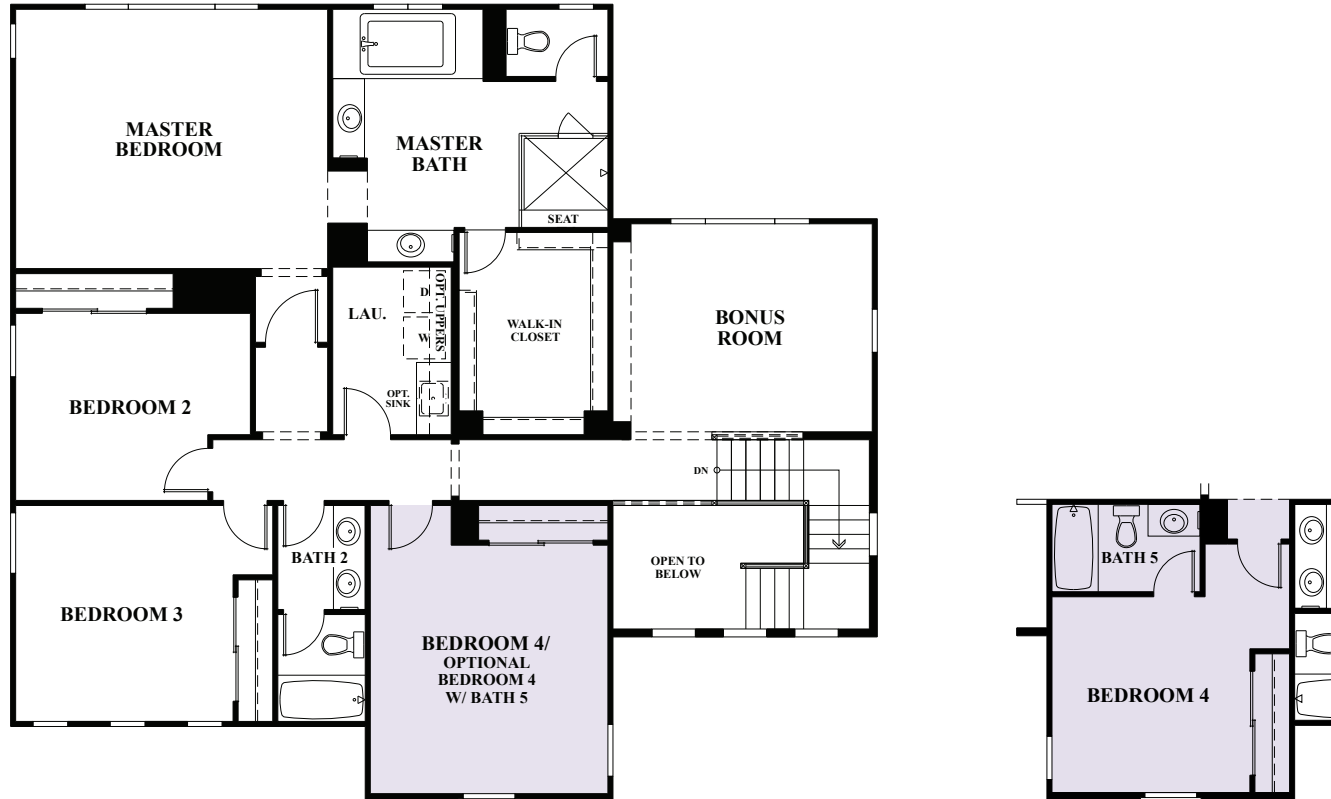 MASTER
BEDROOM
MASTER
BATH
SEAT
LAU.
D
W
OPT. UPPERS
OPT.
SINK
WALK-IN
CLOSET
BONUS
ROOM
BEDROOM 2
DN
BATH 2
OPEN TO
BELOW
BEDROOM 3
BEDROOM 4/
OPTIONAL
BEDROOM 4
W/ BATH 5
BATH 5
BEDROOM 4